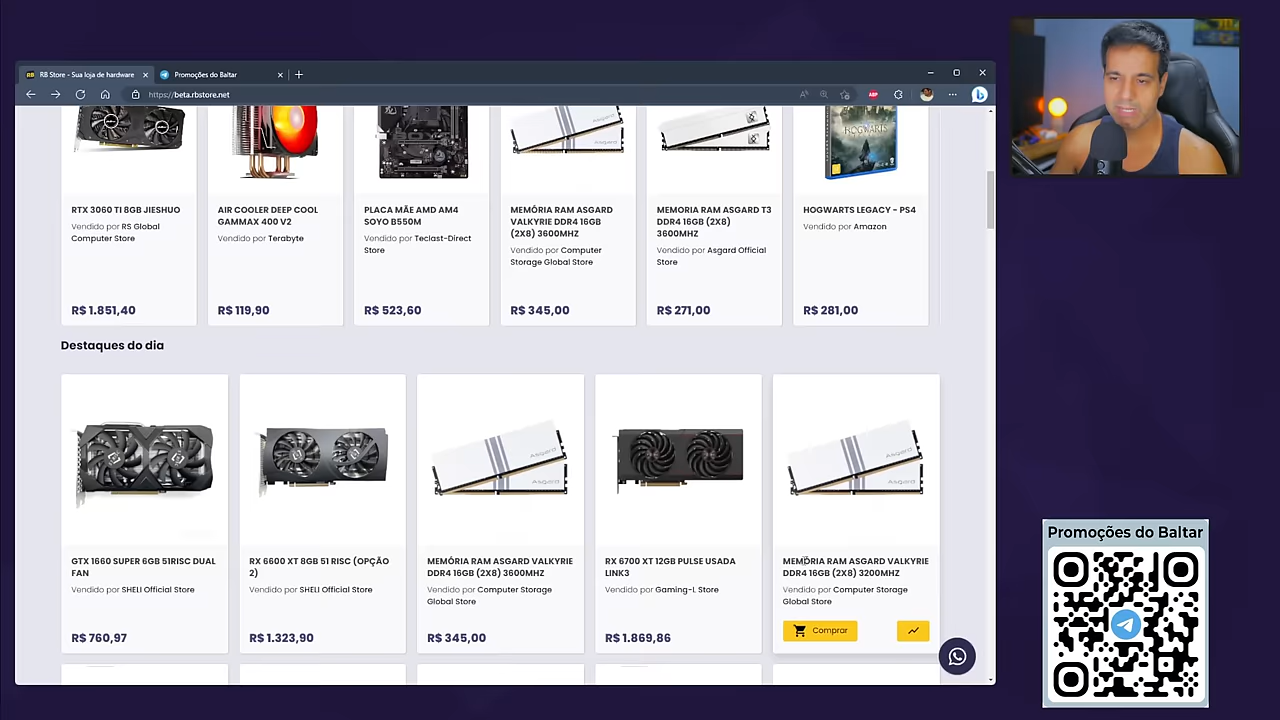 RB Store - Sua loja de hardware
Promoções do Baltar
https://beta.rbstore.net
RTX 3060 TI 8GB JIESHUO
Vendido por RS Global
Computer Store
R$ 1.851,40
AIR COOLER DEEP COOL
GAMMAX 400 V2
Vendido por Terabyte
R$ 119,90
PLACA MÃE AMD AM4
SOYO B550M
Vendido por Teclast-Direct
Store
R$ 523,60
MEMÓRIA RAM ASGARD
VALKYRIE DDR4 16GB
(2X8) 3600MHZ
Vendido por Computer
Storage Global Store
R$ 345,00
MEMORIA RAM ASGARD T3
DDR4 16GB (2X8)
3600MHZ
Vendido por Asgard Official
Store
R$ 271,00
HOGWARTS LEGACY - PS4
Vendido por Amazon
R$ 281,00
Destaques do dia
GTX 1660 SUPER 6GB 51RISC DUAL
FAN
Vendido por SHELI Official Store
R$ 760,97
RX 6600 XT 8GB 51 RISC (OPÇÃO
2)
Vendido por SHELI Official Store
R$ 1.323,90
MEMÓRIA RAM ASGARD VALKYRIE
DDR4 16GB (2X8) 3600MHZ
Vendido por Computer Storage
Global Store
R$ 345,00
RX 6700 XT 12GB PULSE USADA
LINK3
Vendido por Gaming-L Store
R$ 1.869,86
MEMÓRIA RAM ASGARD VALKYRIE
DDR4 16GB (2X8) 3200MHZ
Vendido por Computer Storage
Global Store
Comprar
Promoções do Baltar